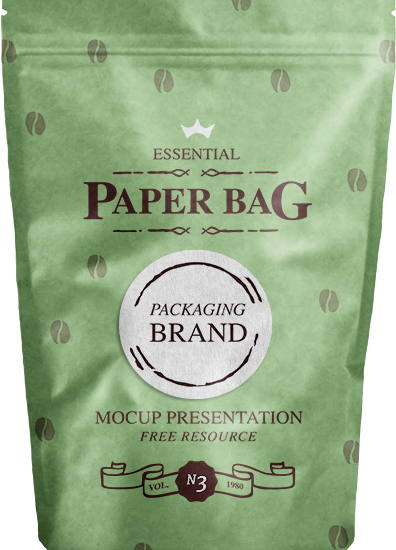 ESSENTIAL
PAPER BAG
PACKAGING
BRAND
MOCUP PRESENTATION
FREE RESOURCE
VOL. N3 1980